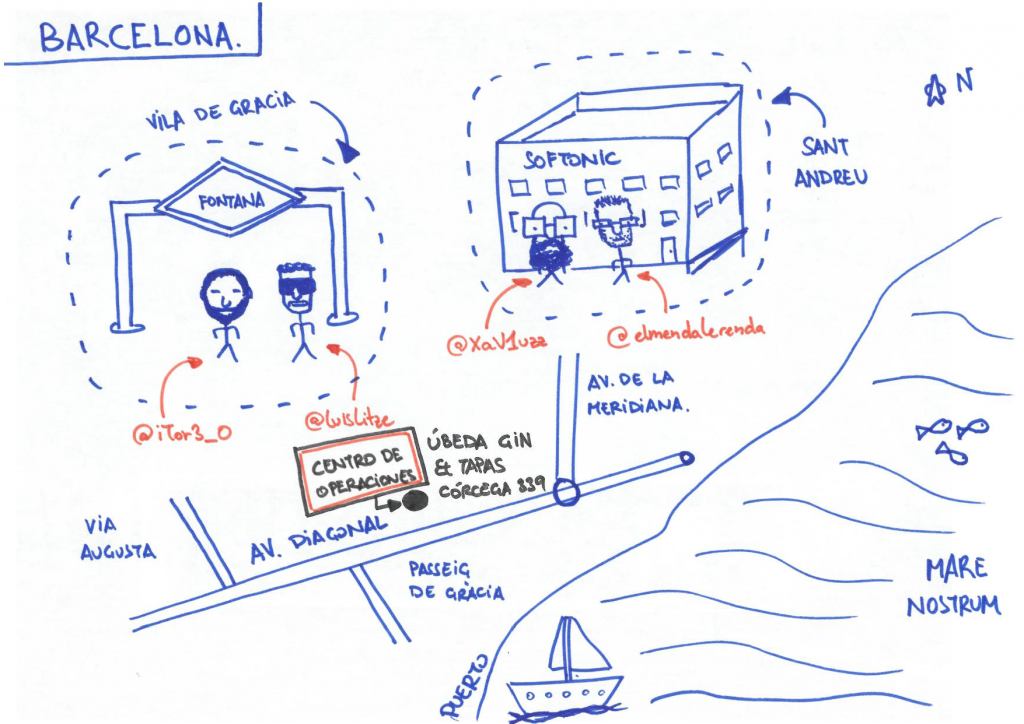 BARCELONA.
VILA DE GRACIA
FONTANA
@iTor3_0
@luislitze
SOFTONIC
SANT
ANDREU
N
@XaV1uzz
@elmendalerenda
AV. DE LA
MERIDIANA.
CENTRO DE
OPERACIONES
ÚBEDA GIN
& TAPAS
CÓRCEGA 339
VIA
AUGUSTA
AV. DIAGONAL
PASSEIG
DE GRÀCIA
MARE
NOSTRUM
PUERTO